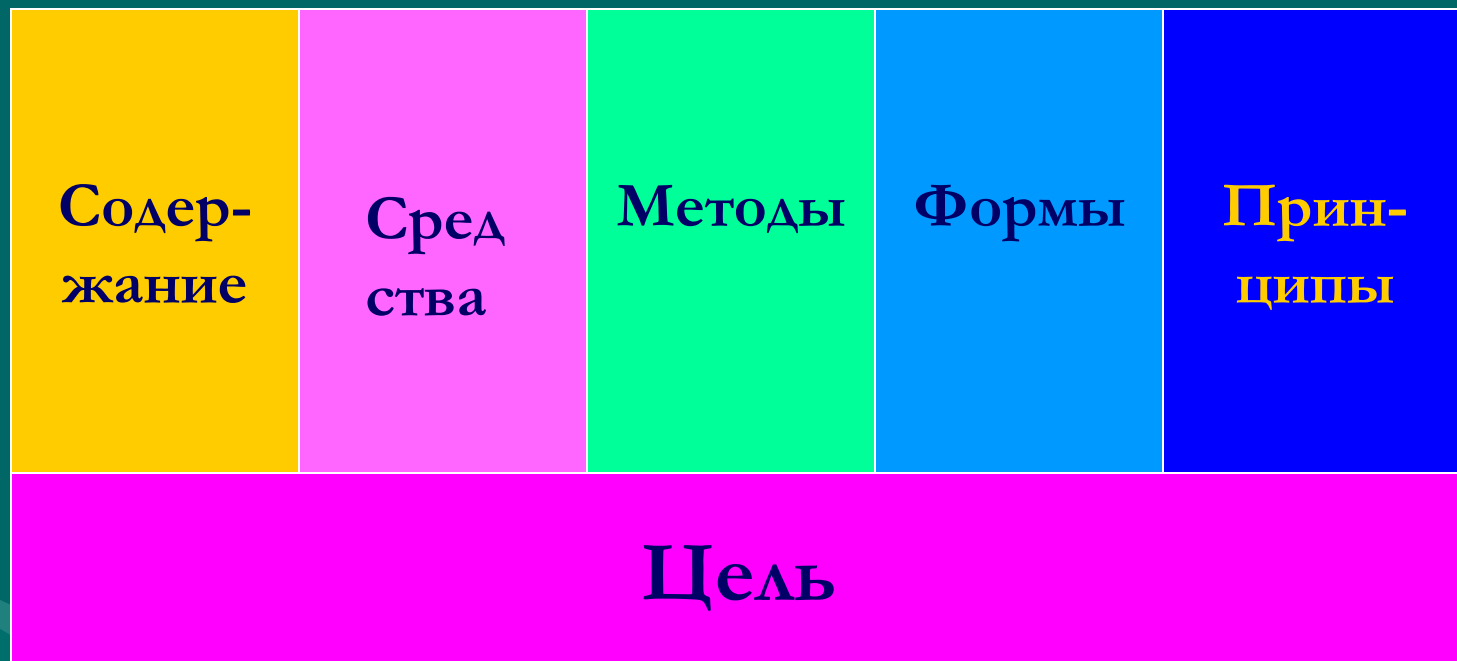 Содер-
жание
Сред
ства
Методы
Формы
Прин-
ципы
Цель